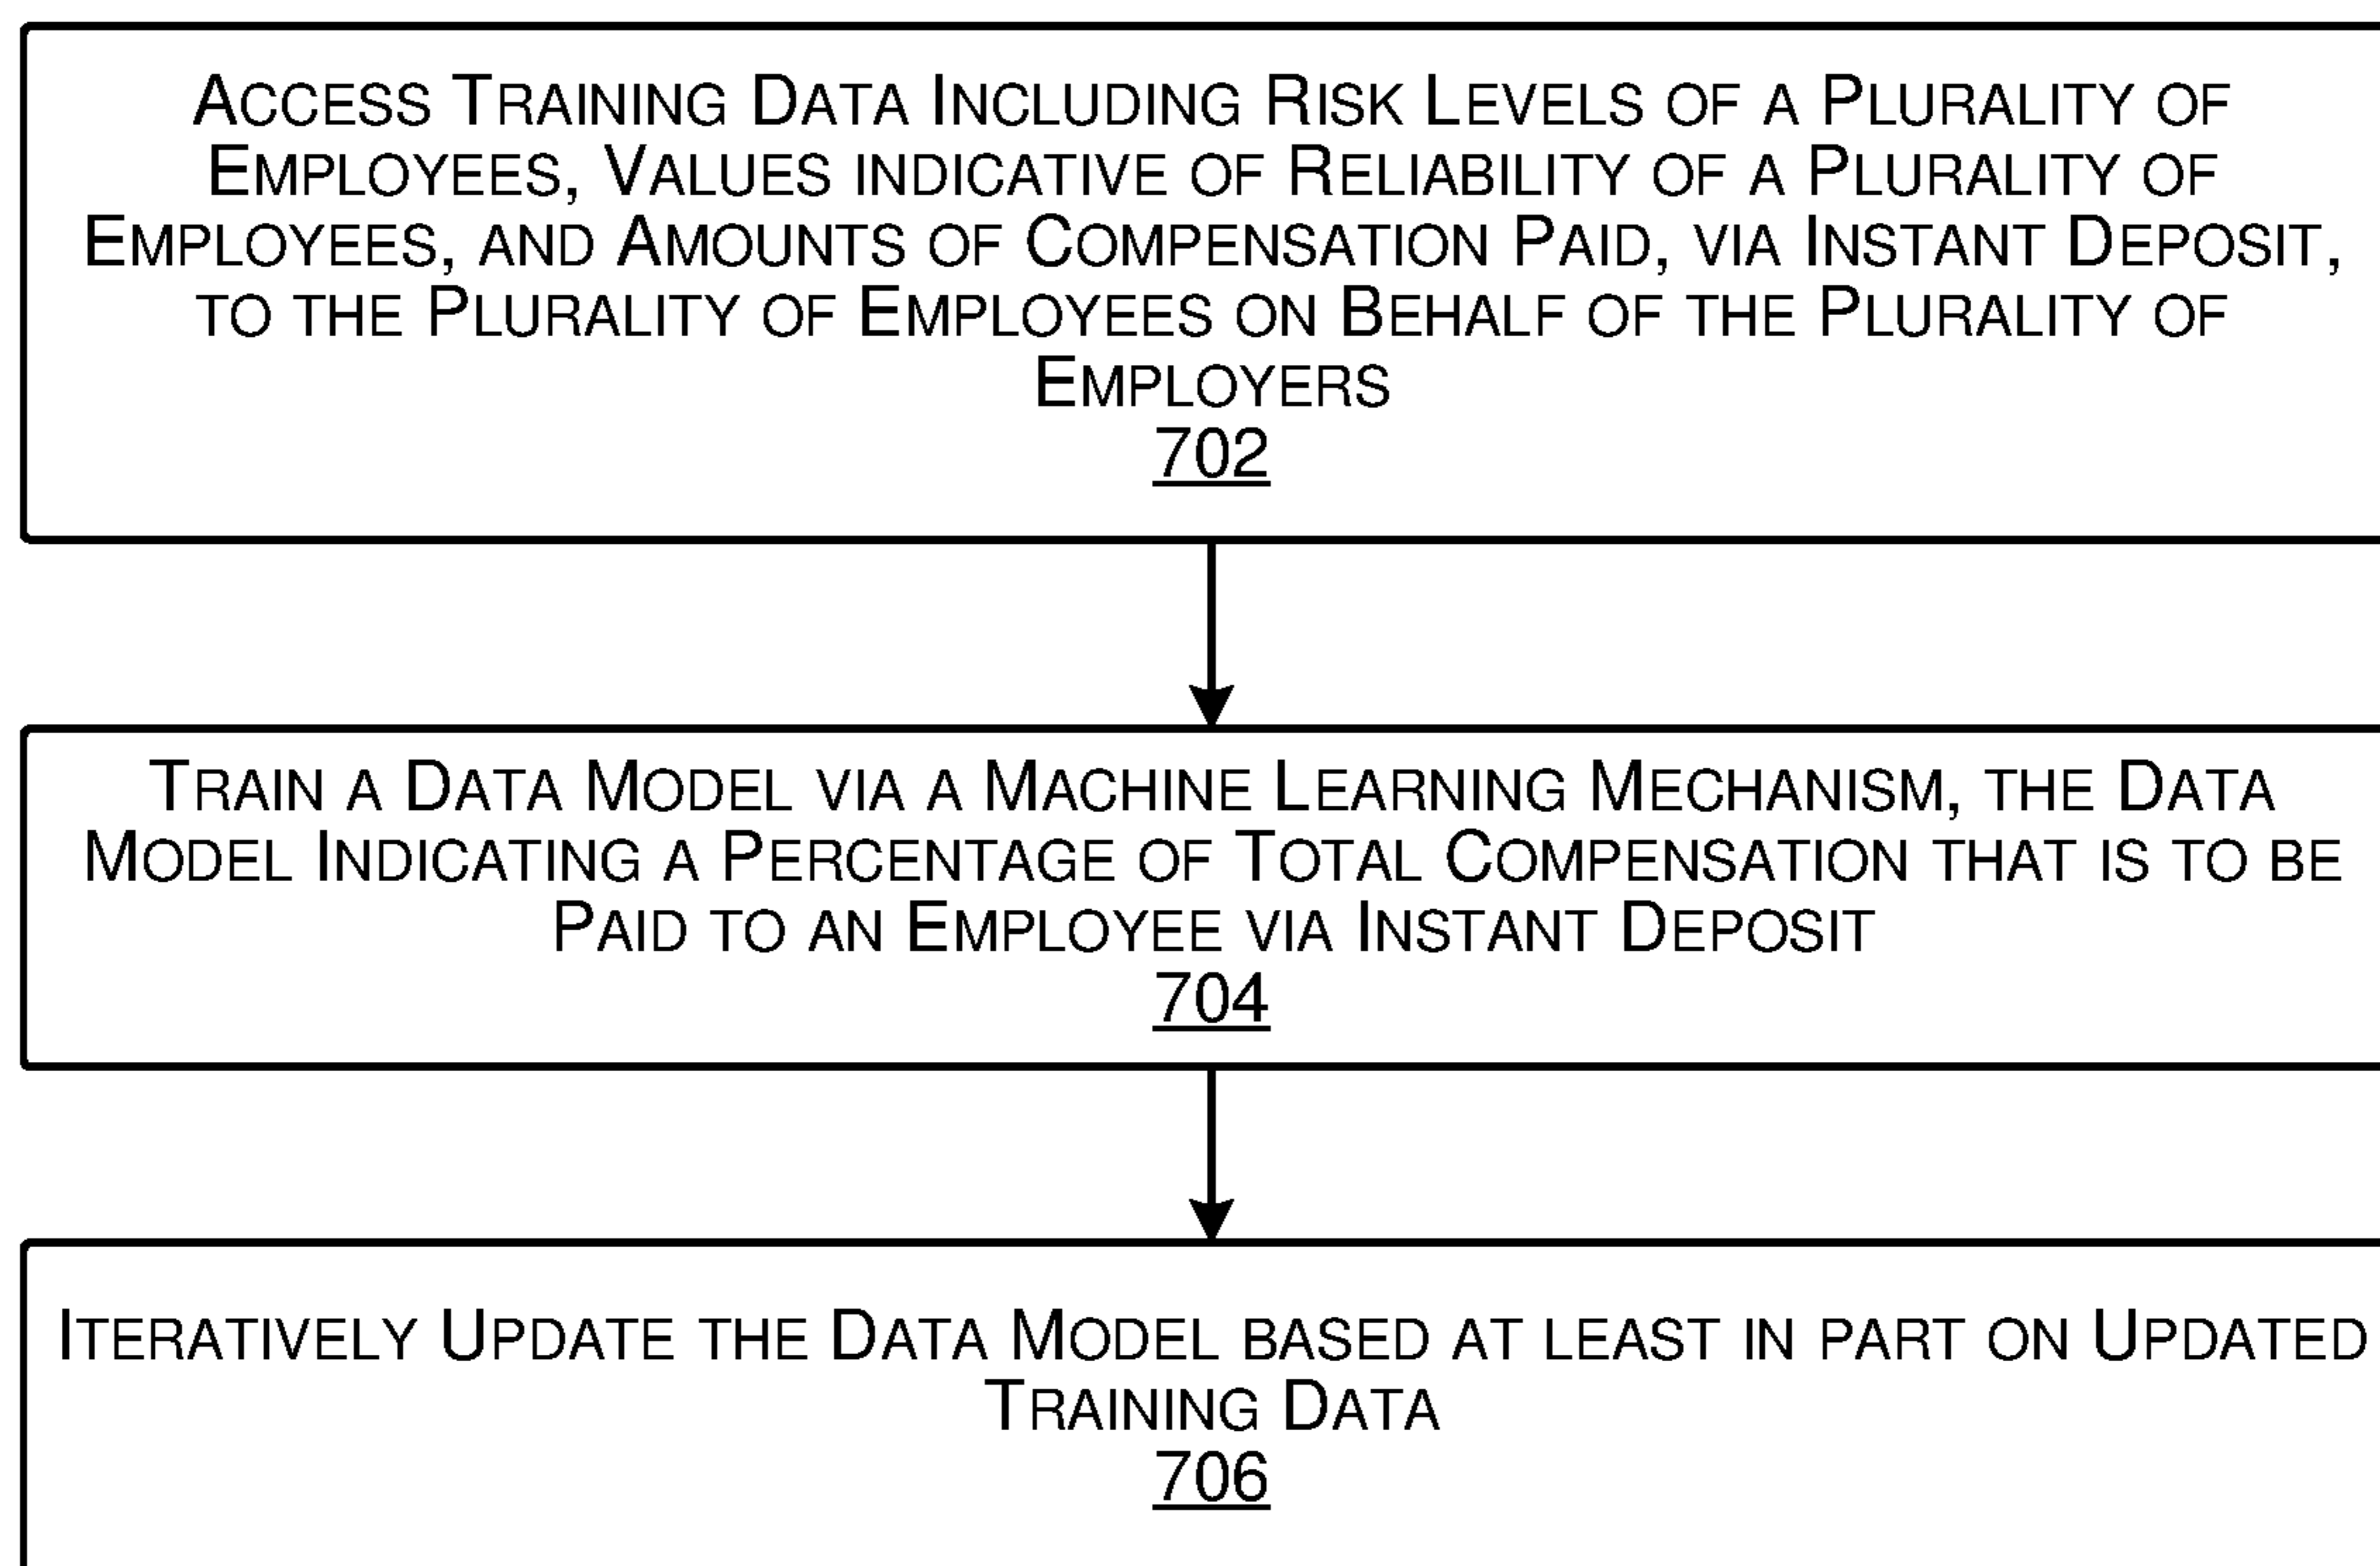 Access Training Data Including Risk Levels of a Plurality of
Employees, Values indicative of Reliability of a Plurality of
Employees, and Amounts of Compensation Paid, via Instant Deposit,
to the Plurality of Employees on Behalf of the Plurality of
Employers
702
Train a Data Model via a Machine Learning Mechanism, the Data
Model Indicating a Percentage of Total Compensation that is to be
Paid to an Employee via Instant Deposit
704
Iteratively Update the Data Model based at least in part on Updated
Training Data
706